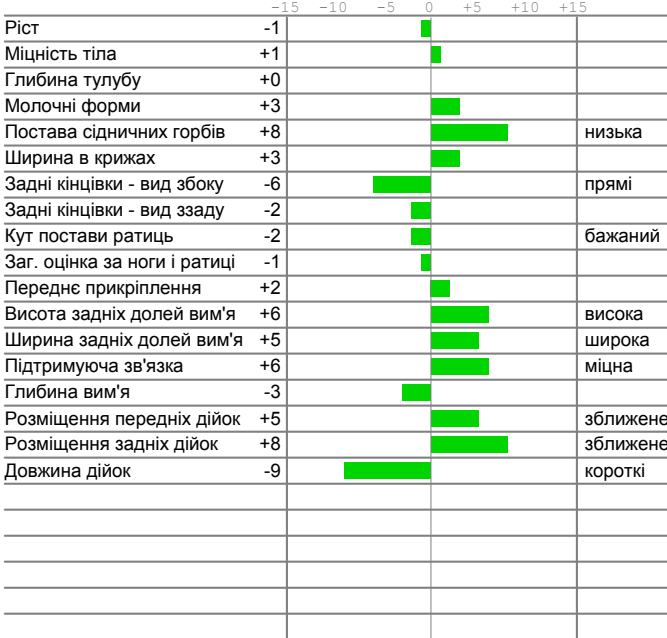 -15 -10 -5 0 +5 +10 +15
Ріст -1
Міцність тіла +1
Глибина тулубу +0
Молочні форми +3
Постава сідничних горбів +8 низька
Ширина в крижах +3
Задні кінцівки - вид збоку -6 прямі
Задні кінцівки - вид ззаду -2
Кут постави ратиць -2 бажаний
Заг. оцінка за ноги і ратиці -1
Переднє прикріплення +2
Висота задніх долей вим'я +6 висока
Ширина задніх долей вим'я +5 широка
Підтримуюча зв'язка +6 міцна
Глибина вим'я -3
Розміщення передніх дійок +5 зближене
Розміщення задніх дійок +8 зближене
Довжина дійок -9 короткі